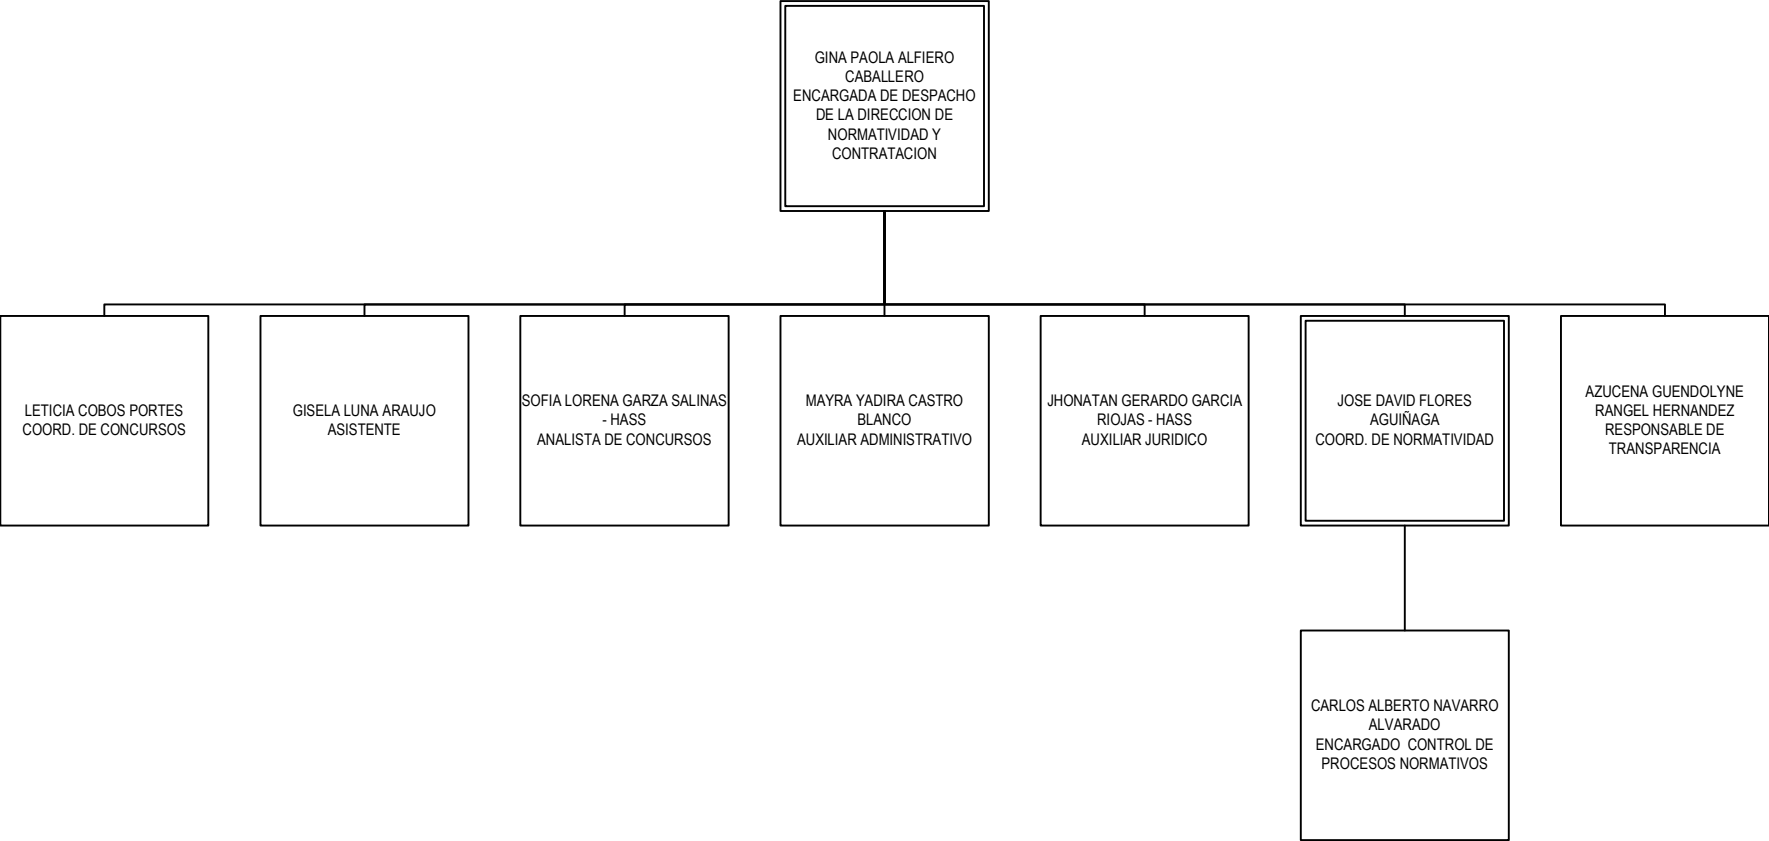 GINA PAOLA ALFIERO
CABALLERO
ENCARGADA DE DESPACHO
DE LA DIRECCION DE
NORMATIVIDAD Y
CONTRATACION
LETICIA COBOS PORTES
COORD. DE CONCURSOS
GISELA LUNA ARAUJO
ASISTENTE
SOFIA LORENA GARZA SALINAS
- HASS
ANALISTA DE CONCURSOS
MAYRA YADIRA CASTRO
BLANCO
AUXILIAR ADMINISTRATIVO
JHONATAN GERARDO GARCIA
RIOJAS - HASS
AUXILIAR JURIDICO
JOSE DAVID FLORES
AGUIÑAGA
COORD. DE NORMATIVIDAD
AZUCENA GUENDOLYNE
RANGEL HERNANDEZ
RESPONSABLE DE
TRANSPARENCIA
CARLOS ALBERTO NAVARRO
ALVARADO
ENCARGADO  CONTROL DE
PROCESOS NORMATIVOS